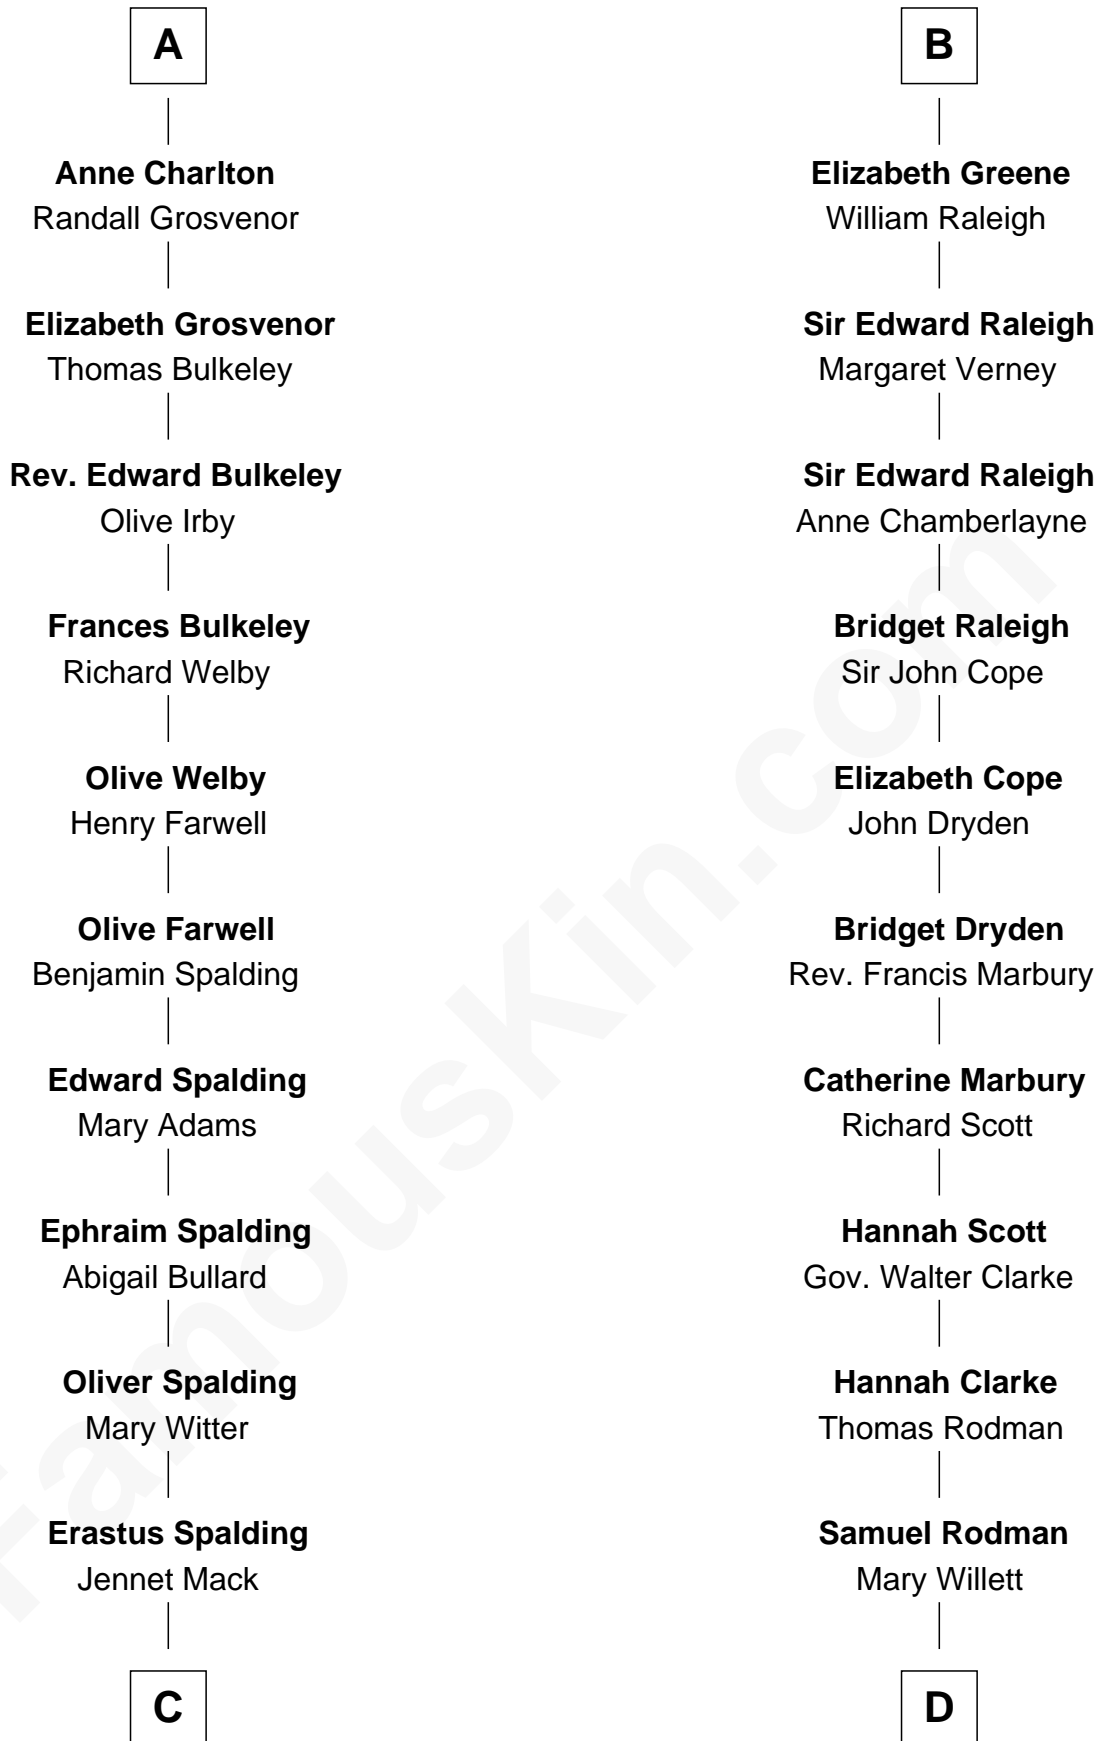 A
Anne Charlton
Randall Grosvenor
Elizabeth Grosvenor
Thomas Bulkeley
Rev. Edward Bulkeley
Olive Irby
Frances Bulkeley
Richard Welby
Olive Welby
Henry Farwell
Olive Farwell
Benjamin Spalding
Edward Spalding
Mary Adams
Ephraim Spalding
Abigail Bullard
Oliver Spalding
Mary Witter
Erastus Spalding
Jennet Mack
C
B
Elizabeth Greene
William Raleigh
Sir Edward Raleigh
Margaret Verney
Sir Edward Raleigh
Anne Chamberlayne
Bridget Raleigh
Sir John Cope
Elizabeth Cope
John Dryden
Bridget Dryden
Rev. Francis Marbury
Catherine Marbury
Richard Scott
Hannah Scott
Gov. Walter Clarke
Hannah Clarke
Thomas Rodman
Samuel Rodman
Mary Willett
D
FamousKin.com